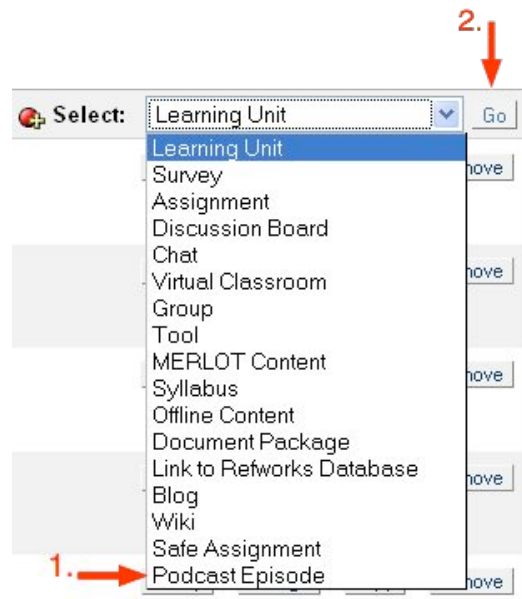 2.
Select: Learning Unit Go
Learning Unit
Survey
Assignment
Discussion Board
Chat
Virtual Classroom
Group
Tool
MERLOT Content
Syllabus
Offline Content
Document Package
Link to Refworks Database
Blog
Wiki
Safe Assignment
1. Podcast Episode